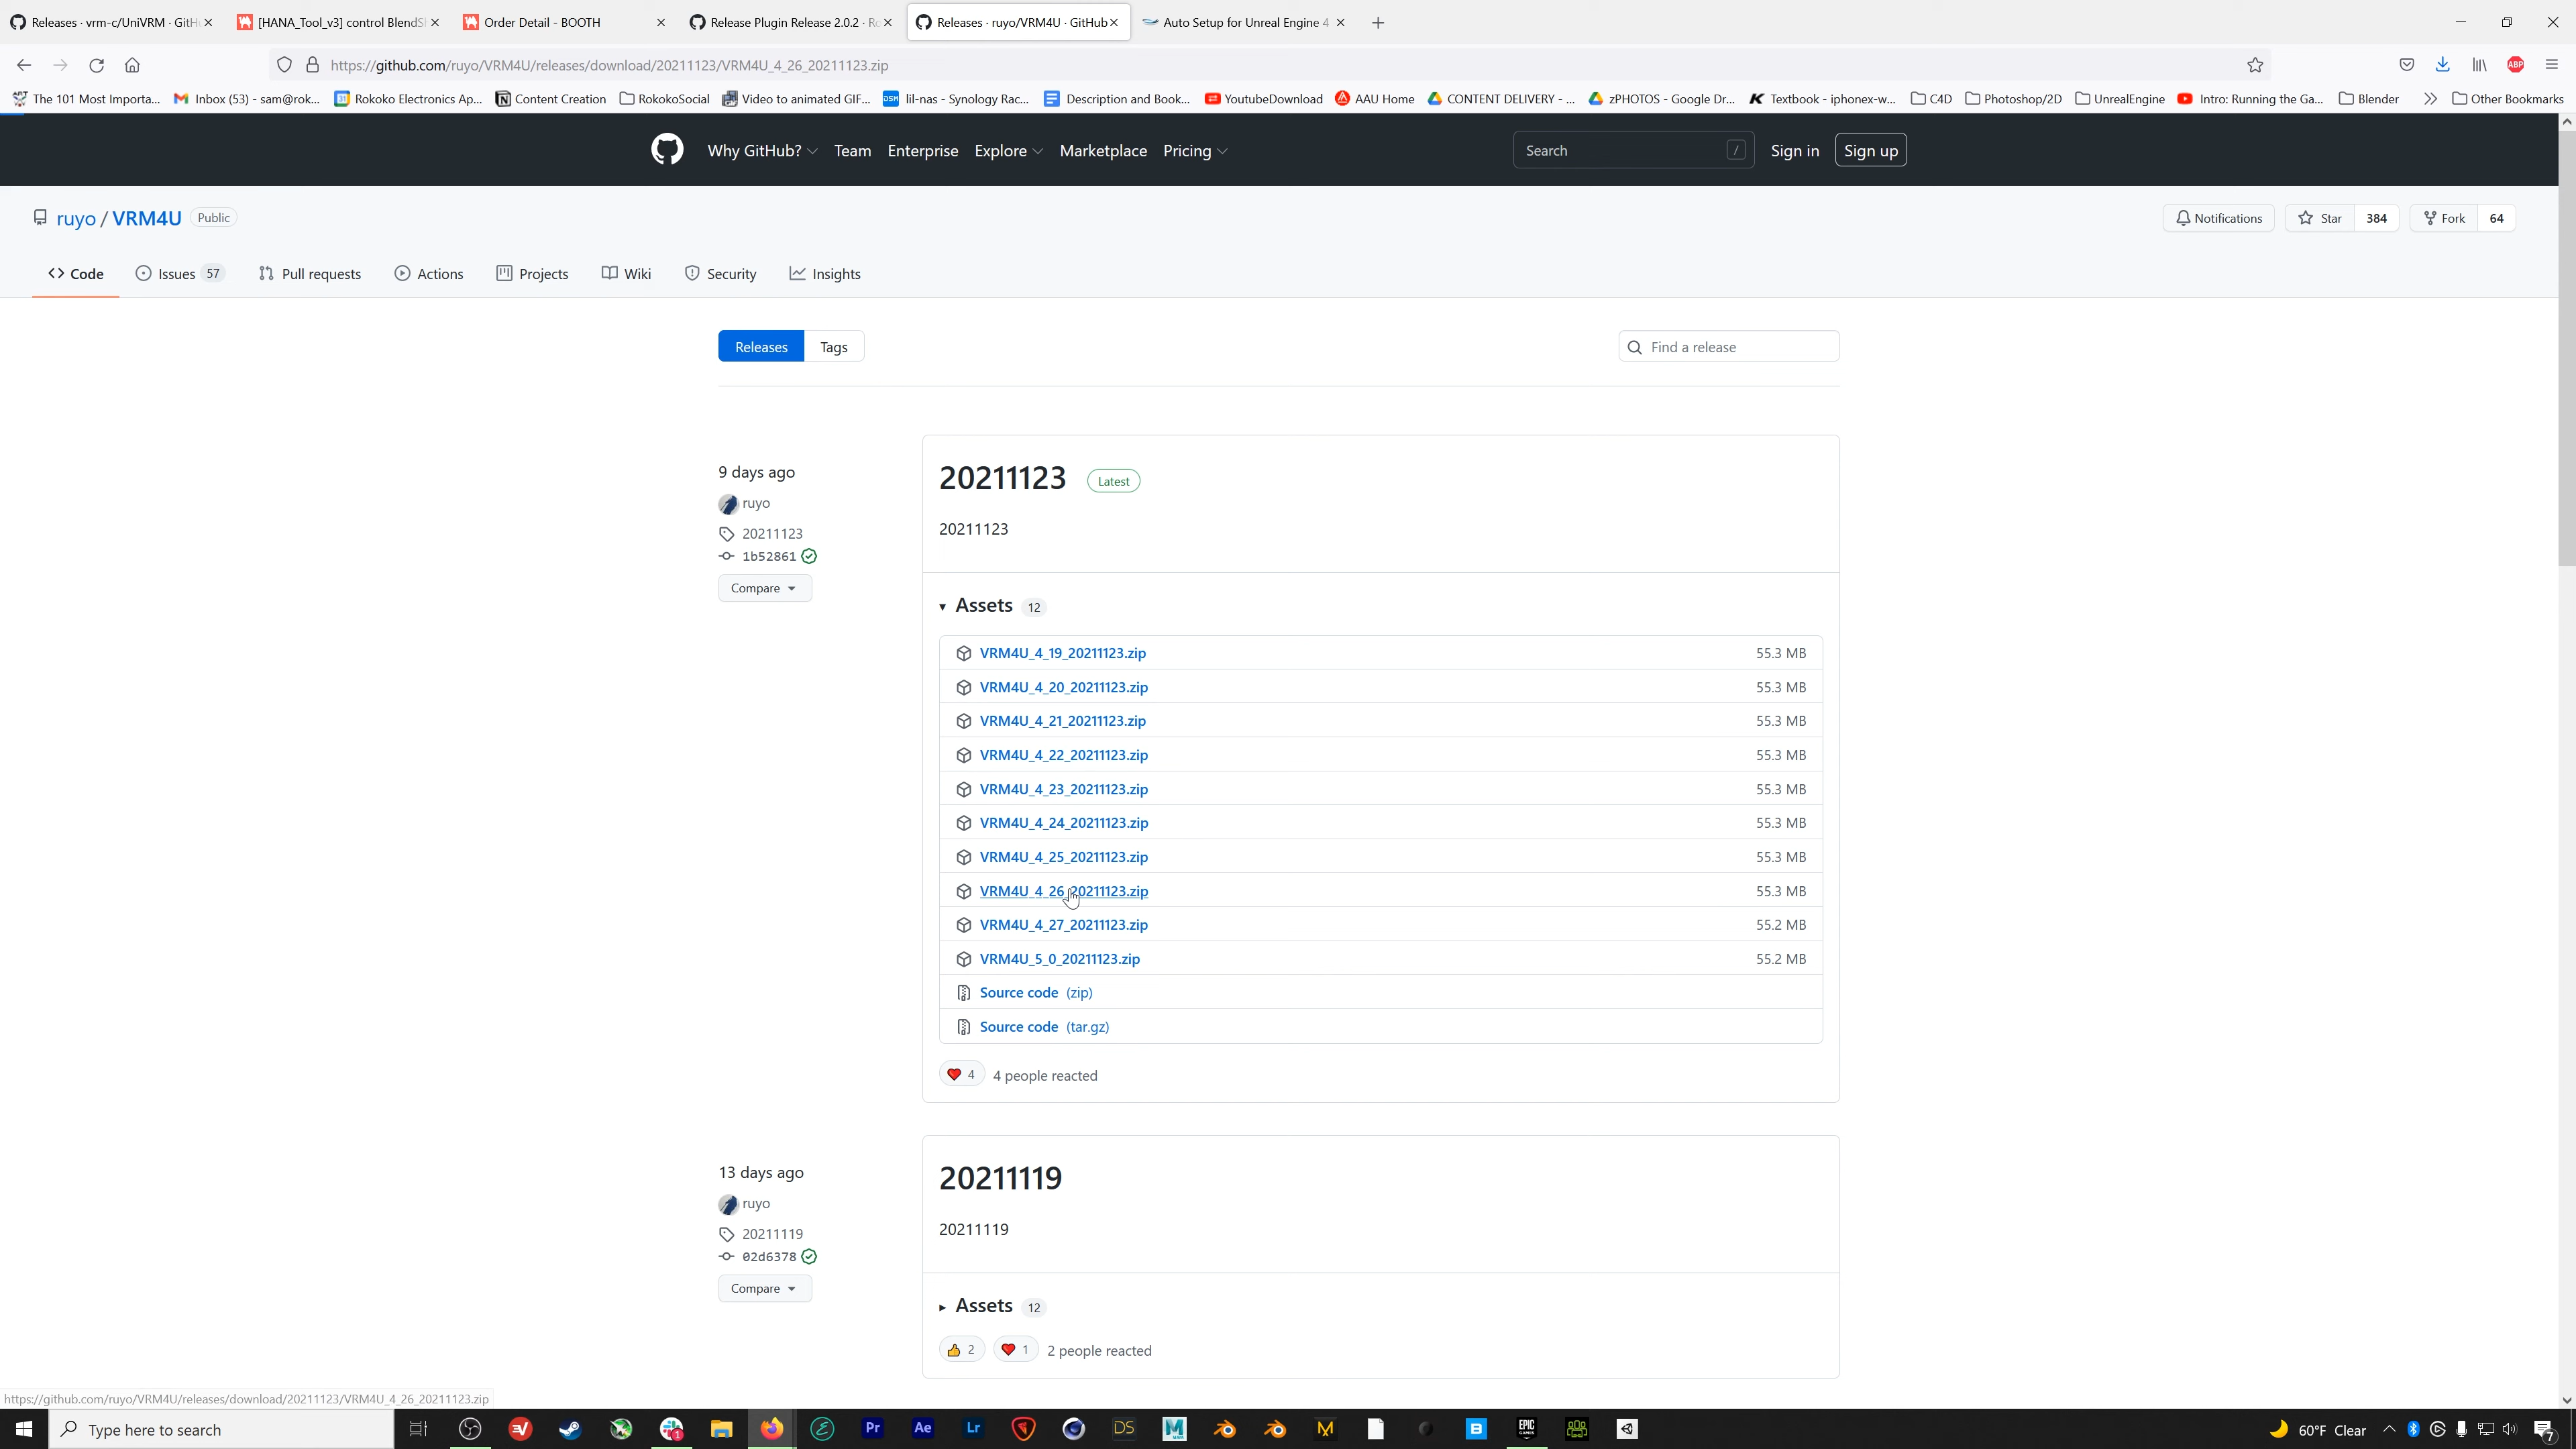 Releases · vrm-c/UniVRM · GitH
[HANA_Tool_v3] control BlendS
Order Detail - BOOTH
Release Plugin Release 2.0.2 · Ro
Releases · ruyo/VRM4U · GitHub
Auto Setup for Unreal Engine 4
https://github.com/ruyo/VRM4U/releases/download/20211123/VRM4U_4_26_20211123.zip
ABP
The 101 Most Importa...
Inbox (53) - sam@rok...
Rokoko Electronics Ap...
Content Creation
RokokoSocial
Video to animated GIF...
lil-nas - Synology Rac...
Description and Book...
YoutubeDownload
AAU Home
CONTENT DELIVERY - ...
zPHOTOS - Google Dr...
Textbook - iphonex-w...
C4D
Photoshop/2D
UnrealEngine
Intro: Running the Ga...
Blender
Other Bookmarks
Why GitHub?
Team
Enterprise
Explore
Marketplace
Pricing
Search /
Sign in
Sign up
ruyo / VRM4U Public
Notifications
Star 384
Fork 64
Code
Issues 57
Pull requests
Actions
Projects
Wiki
Security
Insights
Releases
Tags
Find a release
9 days ago
ruyo
20211123
1b52861
Compare
20211123 Latest
20211123
Assets 12
VRM4U_4_19_20211123.zip 55.3 MB
VRM4U_4_20_20211123.zip 55.3 MB
VRM4U_4_21_20211123.zip 55.3 MB
VRM4U_4_22_20211123.zip 55.3 MB
VRM4U_4_23_20211123.zip 55.3 MB
VRM4U_4_24_20211123.zip 55.3 MB
VRM4U_4_25_20211123.zip 55.3 MB
VRM4U_4_26_20211123.zip 55.3 MB
VRM4U_4_27_20211123.zip 55.2 MB
VRM4U_5_0_20211123.zip 55.2 MB
Source code (zip)
Source code (tar.gz)
4 4 people reacted
13 days ago
ruyo
20211119
02d6378
Compare
20211119
20211119
Assets 12
2 1 2 people reacted
https://github.com/ruyo/VRM4U/releases/download/20211123/VRM4U_4_26_20211123.zip
Type here to search
Pr
Ae
Lr
DS
M
B
EPIC GAMES
60°F Clear
7